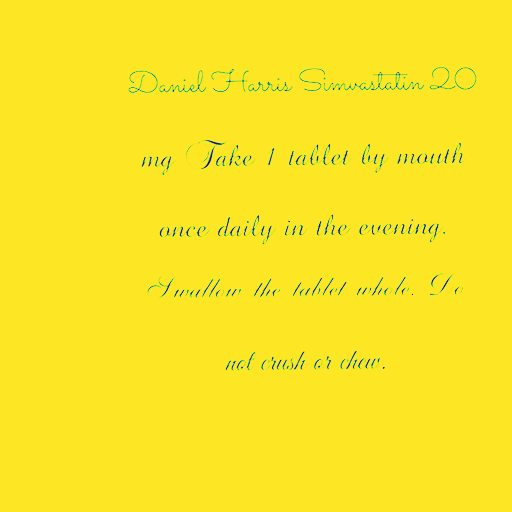 Daniel Harris Simvastatin 20
mg Take 1 tablet by mouth
once daily in the evening.
Swallow the tablet whole. Do
not crush or chew.